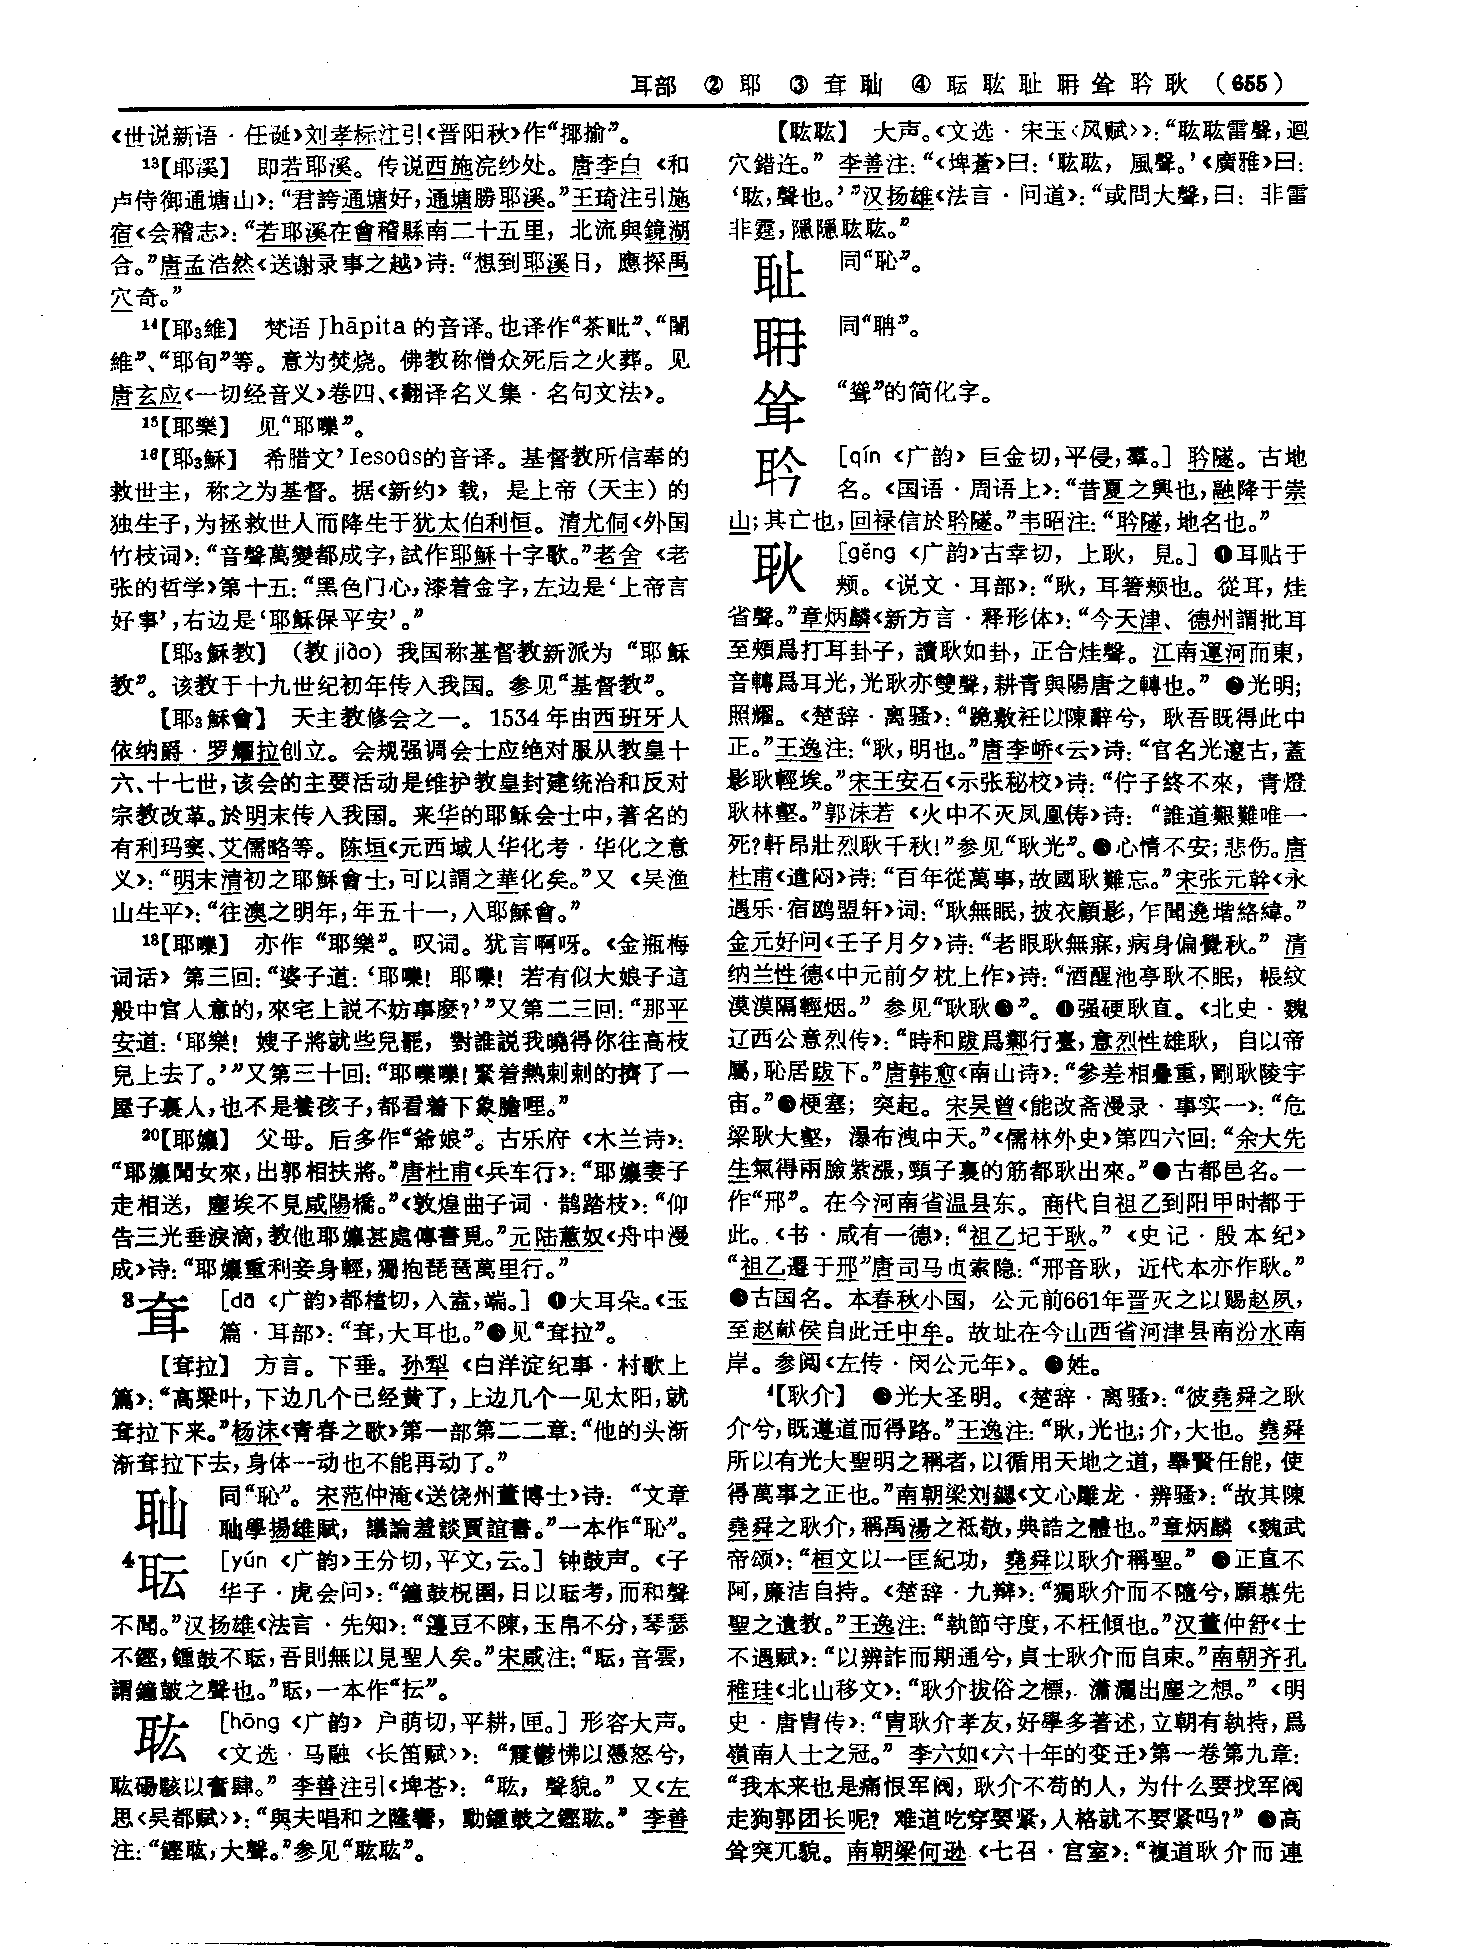 耳部 ② 耶 ③ 耷 𦔻 ④ 耺 耾 耻 聃 耸 聆 耿 （655）
《世说新语·任诞》刘孝标注引《晋阳秋》作“揶揄”。
13【耶溪】 即若耶溪。传说西施浣纱处。唐李白《和
卢侍御通塘山》：“君誇通塘好，通塘勝耶溪。”王琦注引施
宿《会稽志》：“若耶溪在會稽縣南二十五里，北流與鏡湖
合。”唐孟浩然《送谢录事之越》诗：“想到耶溪日，應探禹
穴奇。”
14【耶₃維】 梵语Jhāpita的音译。也译作“茶毗”、“闍
維”、“耶旬”等。意为焚烧。佛教称僧众死后之火葬。见
唐玄应《一切经音义》卷四、《翻译名义集·名句文法》。
15【耶樂】 见“耶嚛”。
16【耶₃穌】 希腊文’Iesoûs的音译。基督教所信奉的
救世主，称之为基督。据《新约》载，是上帝（天主）的
独生子，为拯救世人而降生于犹太伯利恒。清尤侗《外国
竹枝词》：“音聲萬變都成字，試作耶穌十字歌。”老舍《老
张的哲学》第十五：“黑色门心，漆着金字，左边是‘上帝言
好事’，右边是‘耶穌保平安’。”
【耶₃穌教】 （教jiào）我国称基督教新派为“耶穌
教”。该教于十九世纪初年传入我国。参见“基督教”。
【耶₃穌會】 天主教修会之一。1534年由西班牙人
依纳爵·罗耀拉创立。会规强调会士应绝对服从教皇十
六、十七世，该会的主要活动是维护教皇封建统治和反对
宗教改革。於明末传入我国。来华的耶穌会士中，著名的
有利玛窦、艾儒略等。陈垣《元西域人华化考·华化之意
义》：“明末清初之耶穌會士，可以謂之華化矣。”又《吴渔
山生平》：“往澳之明年，年五十一，入耶穌會。”
18【耶嚛】 亦作“耶樂”。叹词。犹言啊呀。《金瓶梅
词话》第三回：“婆子道：‘耶嚛！耶嚛！若有似大娘子這
般中官人意的，來宅上説不妨事麽？’”又第二三回：“那平
安道：‘耶樂！嫂子將就些兒罷，對誰説我曉得你往高枝
兒上去了。’”又第三十回：“耶嚛嚛！緊着熱剌剌的擠了一
屋子裏人，也不是養孩子，都看着下象膽哩。”
20【耶孃】 父母。后多作“爺娘”。古乐府《木兰诗》：
“耶孃聞女來，出郭相扶將。”唐杜甫《兵车行》：“耶孃妻子
走相送，塵埃不見咸陽橋。”《敦煌曲子词·鹊踏枝》：“仰
告三光垂淚滴，教他耶孃甚處傳書覓。”元陆蕙奴《舟中漫
成》诗：“耶孃重利妾身輕，獨抱琵琶萬里行。”
3 耷 ［dā《广韵》都榼切，入盍，端。］❶大耳朵。《玉
篇·耳部》：“耷，大耳也。”❷见“耷拉”。
【耷拉】 方言。下垂。孙犁《白洋淀纪事·村歌上
篇》：“高粱叶，下边几个已经黄了，上边几个一见太阳，就
耷拉下来。”杨沫《青春之歌》第一部第二二章：“他的头渐
渐耷拉下去，身体一动也不能再动了。”
𦔻 同“恥”。宋范仲淹《送饶州董博士》诗：“文章
𦔻學揚雄賦，議論羞談賈誼書。”一本作“恥”。
4 耺 ［yún《广韵》王分切，平文，云。］钟鼓声。《子
华子·虎会问》：“鐘鼓柷圉，日以耺考，而和聲
不聞。”汉扬雄《法言·先知》：“籩豆不陳，玉帛不分，琴瑟
不鏗，鍾鼓不耺，吾則無以見聖人矣。”宋咸注：“耺，音雲，
謂鐘鼓之聲也。”耺，一本作“抎”。
耾 ［hóng《广韵》户萌切，平耕，匣。］形容大声。
《文选·马融〈长笛赋〉》：“震鬱怫以憑怒兮，
耾碭駭以奮肆。”李善注引《埤苍》：“耾，聲貌。”又《左
思《吴都赋》》：“與夫唱和之隆響，動鍾鼓之鏗耾。”李善
注：“鏗耾，大聲。”参见“耾耾”。
【耾耾】 大声。《文选·宋玉〈风赋〉》：“耾耾雷聲，迴
穴錯迕。”李善注：“《埤蒼》曰：‘耾耾，風聲。’《廣雅》曰：
‘耾，聲也。’”汉扬雄《法言·问道》：“或問大聲，曰：非雷
非霆，隱隱耾耾。”
耻 同“恥”。
聃 同“聃”。
耸 “聳”的简化字。
聆 ［qín《广韵》巨金切，平侵，羣。］聆隧。古地
名。《国语·周语上》：“昔夏之興也，融降于崇
山；其亡也，回禄信於聆隧。”韦昭注：“聆隧，地名也。”
耿 ［gěng《广韵》古幸切，上耿，見。］❶耳贴于
颊。《说文·耳部》：“耿，耳箸颊也。從耳，烓
省聲。”章炳麟《新方言·释形体》：“今天津、德州謂批耳
至頰爲打耳卦子，讀耿如卦，正合烓聲。江南運河而東，
音轉爲耳光，光耿亦雙聲，耕青與陽唐之轉也。”❷光明；
照耀。《楚辞·离骚》：“跪敷衽以陳辭兮，耿吾既得此中
正。”王逸注：“耿，明也。”唐李峤《云》诗：“官名光邃古，蓋
影耿輕埃。”宋王安石《示张秘校》诗：“佇子終不來，青燈
耿林壑。”郭沫若《火中不灭凤凰俦》诗：“誰道艱難唯一
死？軒昂壯烈耿千秋！”参见“耿光”。❸心情不安；悲伤。唐
杜甫《遣闷》诗：“百年從萬事，故國耿難忘。”宋张元幹《永
遇乐·宿鸥盟轩》词：“耿無眠，披衣顧影，乍聞遶堦絡緯。”
金元好问《壬子月夕》诗：“老眼耿無寐，病身偏覺秋。”清
纳兰性德《中元前夕枕上作》诗：“酒醒池亭耿不眠，帳紋
漠漠隔輕烟。”参见“耿耿❷”。❹强硬耿直。《北史·魏
辽西公意烈传》：“時和跋爲鄴行臺，意烈性雄耿，自以帝
屬，恥居跋下。”唐韩愈《南山诗》：“參差相疊重，剛耿陵宇
宙。”❺梗塞；突起。宋吴曾《能改斋漫录·事实一》：“危
梁耿大壑，瀑布洩中天。”《儒林外史》第四六回：“余大先
生氣得兩臉紫漲，頸子裏的筋都耿出來。”❻古都邑名。一
作“邢”。在今河南省温县东。商代自祖乙到阳甲时都于
此。《书·咸有一德》：“祖乙圮于耿。”《史记·殷本纪》
“祖乙遷于邢”唐司马贞索隐：“邢音耿，近代本亦作耿。”
❼古国名。本春秋小国，公元前661年晋灭之以赐赵夙，
至赵献侯自此迁中牟。故址在今山西省河津县南汾水南
岸。参阅《左传·闵公元年》。❽姓。
4【耿介】 ❶光大圣明。《楚辞·离骚》：“彼堯舜之耿
介兮，既遵道而得路。”王逸注：“耿，光也；介，大也。堯舜
所以有光大聖明之稱者，以循用天地之道，舉賢任能，使
得萬事之正也。”南朝梁刘勰《文心雕龙·辨骚》：“故其陳
堯舜之耿介，稱禹湯之祗敬，典誥之體也。”章炳麟《魏武
帝颂》：“桓文以一匡紀功，堯舜以耿介稱聖。”❷正直不
阿，廉洁自持。《楚辞·九辩》：“獨耿介而不隨兮，願慕先
聖之遺教。”王逸注：“執節守度，不枉傾也。”汉董仲舒《士
不遇赋》：“以辨詐而期通兮，貞士耿介而自束。”南朝齐孔
稚珪《北山移文》：“耿介拔俗之標，瀟灑出塵之想。”《明
史·唐胄传》：“胄耿介孝友，好學多著述，立朝有執持，爲
嶺南人士之冠。”李六如《六十年的变迁》第一卷第九章：
“我本来也是痛恨军阀，耿介不苟的人，为什么要找军阀
走狗郭团长呢？难道吃穿要紧，人格就不要紧吗？”❸高
耸突兀貌。南朝梁何逊《七召·宫室》：“複道耿介而連